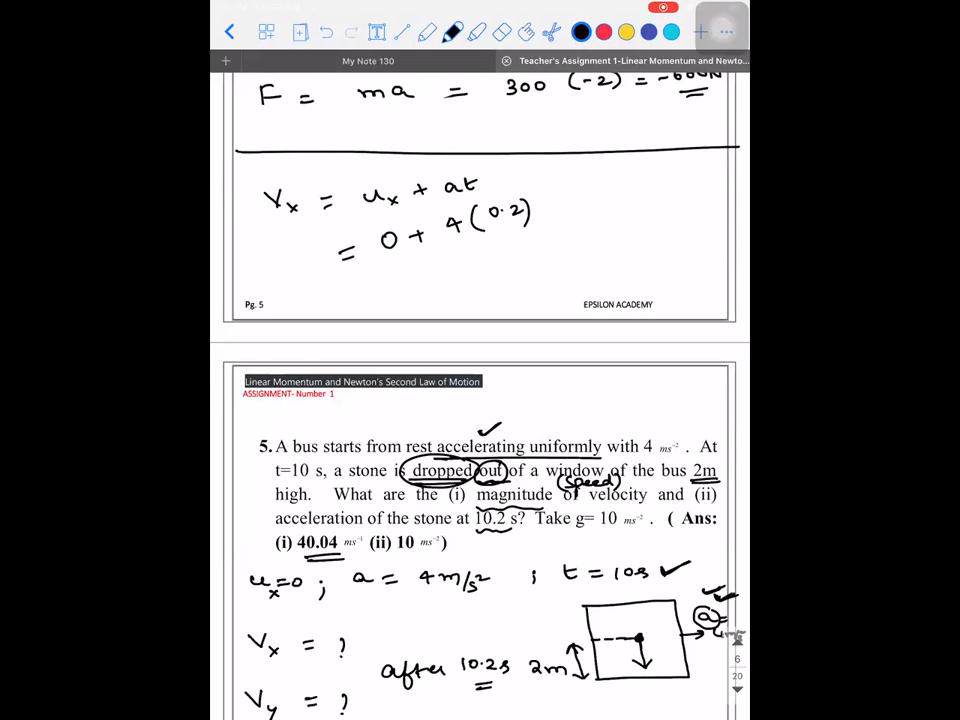 My Note 130
Teacher's Assignment 1-Linear Momentum and Newto...
F = ma = 300 (-2) = -600N
Vx = ux + at
= 0 + 4(0.2)
Pg. 5 EPSILON ACADEMY
Linear Momentum and Newton's Second Law of Motion
ASSIGNMENT- Number 1
5. A bus starts from rest accelerating uniformly with 4 ms⁻² . At
t=10 s, a stone is dropped out of a window of the bus 2m
(speed)
high. What are the (i) magnitude of velocity and (ii)
acceleration of the stone at 10.2 s? Take g= 10 ms⁻² . ( Ans:
(i) 40.04 ms⁻¹ (ii) 10 ms⁻² )
ux=0 ; a = 4m/s² ; t = 10s
Vx = ?
after 10.2s 2m
Vy = ?
6
20